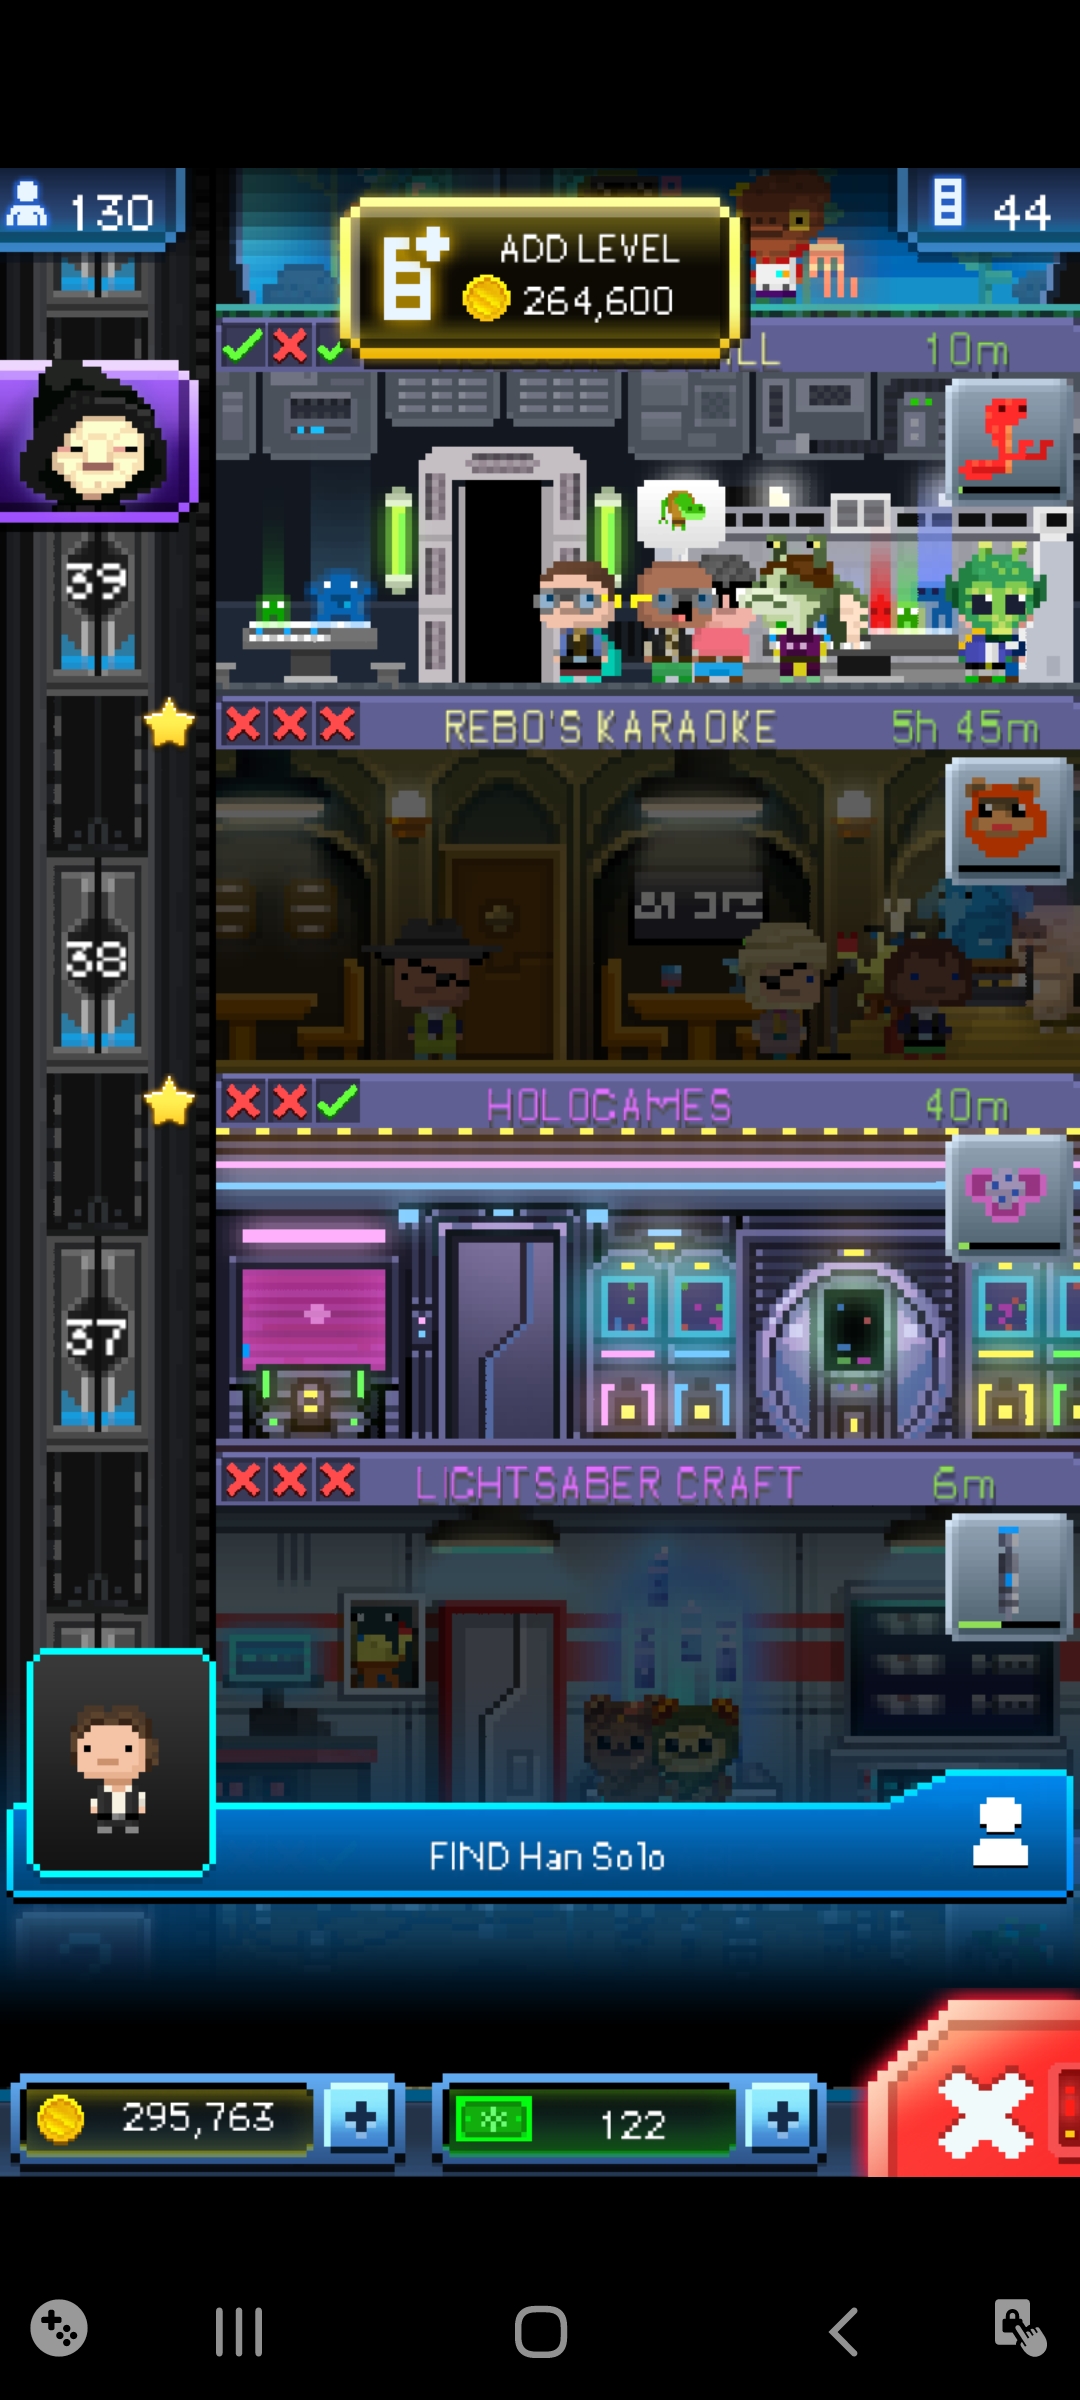 130
44
ADD LEVEL
264,600
10m
39
REBO'S KARAOKE
5h 45m
38
HOLOGAMES
40m
37
LIGHTSABER CRAFT
6m
FIND Han Solo
295,763
122